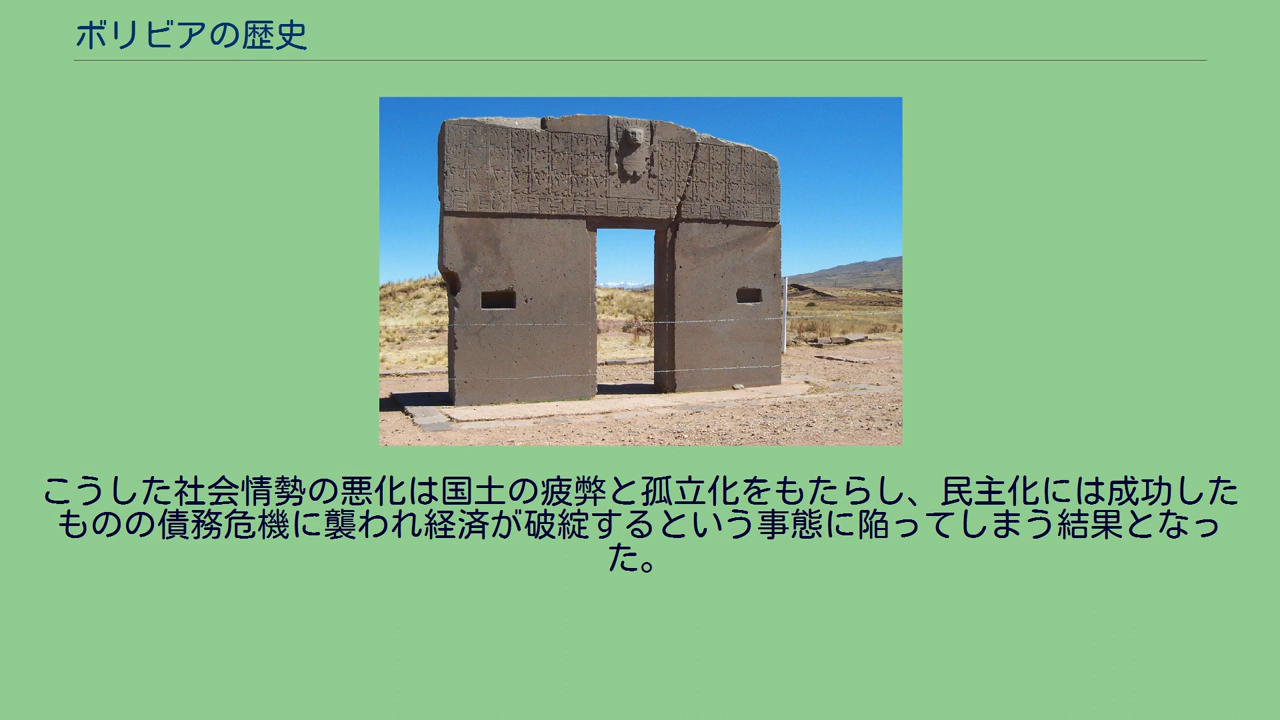 ボリビアの歴史
こうした社会情勢の悪化は国土の疲弊と孤立化をもたらし、民主化には成功した
ものの債務危機に襲われ経済が破綻するという事態に陥ってしまう結果となっ
た。